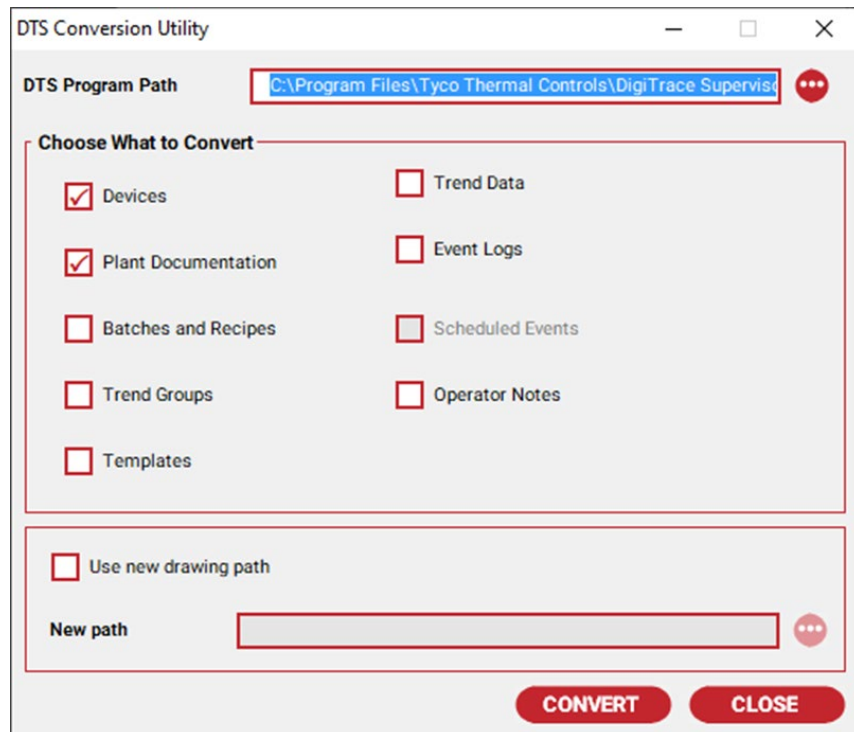 DTS Conversion Utility
DTS Program Path
C:\Program Files\Tyco Thermal Controls\DigiTrace Superviso
Choose What to Convert
Devices
Trend Data
Plant Documentation
Event Logs
Batches and Recipes
Scheduled Events
Trend Groups
Operator Notes
Templates
Use new drawing path
New path
CONVERT
CLOSE